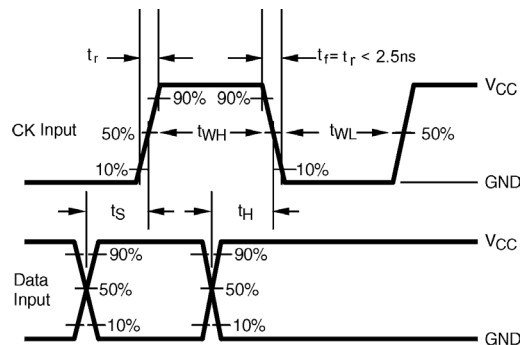 tr
tf = tr < 2.5ns
VCC
90% 90%
CK Input
50% tWH tWL 50%
10% 10%
GND
tS tH
VCC
90% 90%
Data
Input
50% 50%
10% 10%
GND